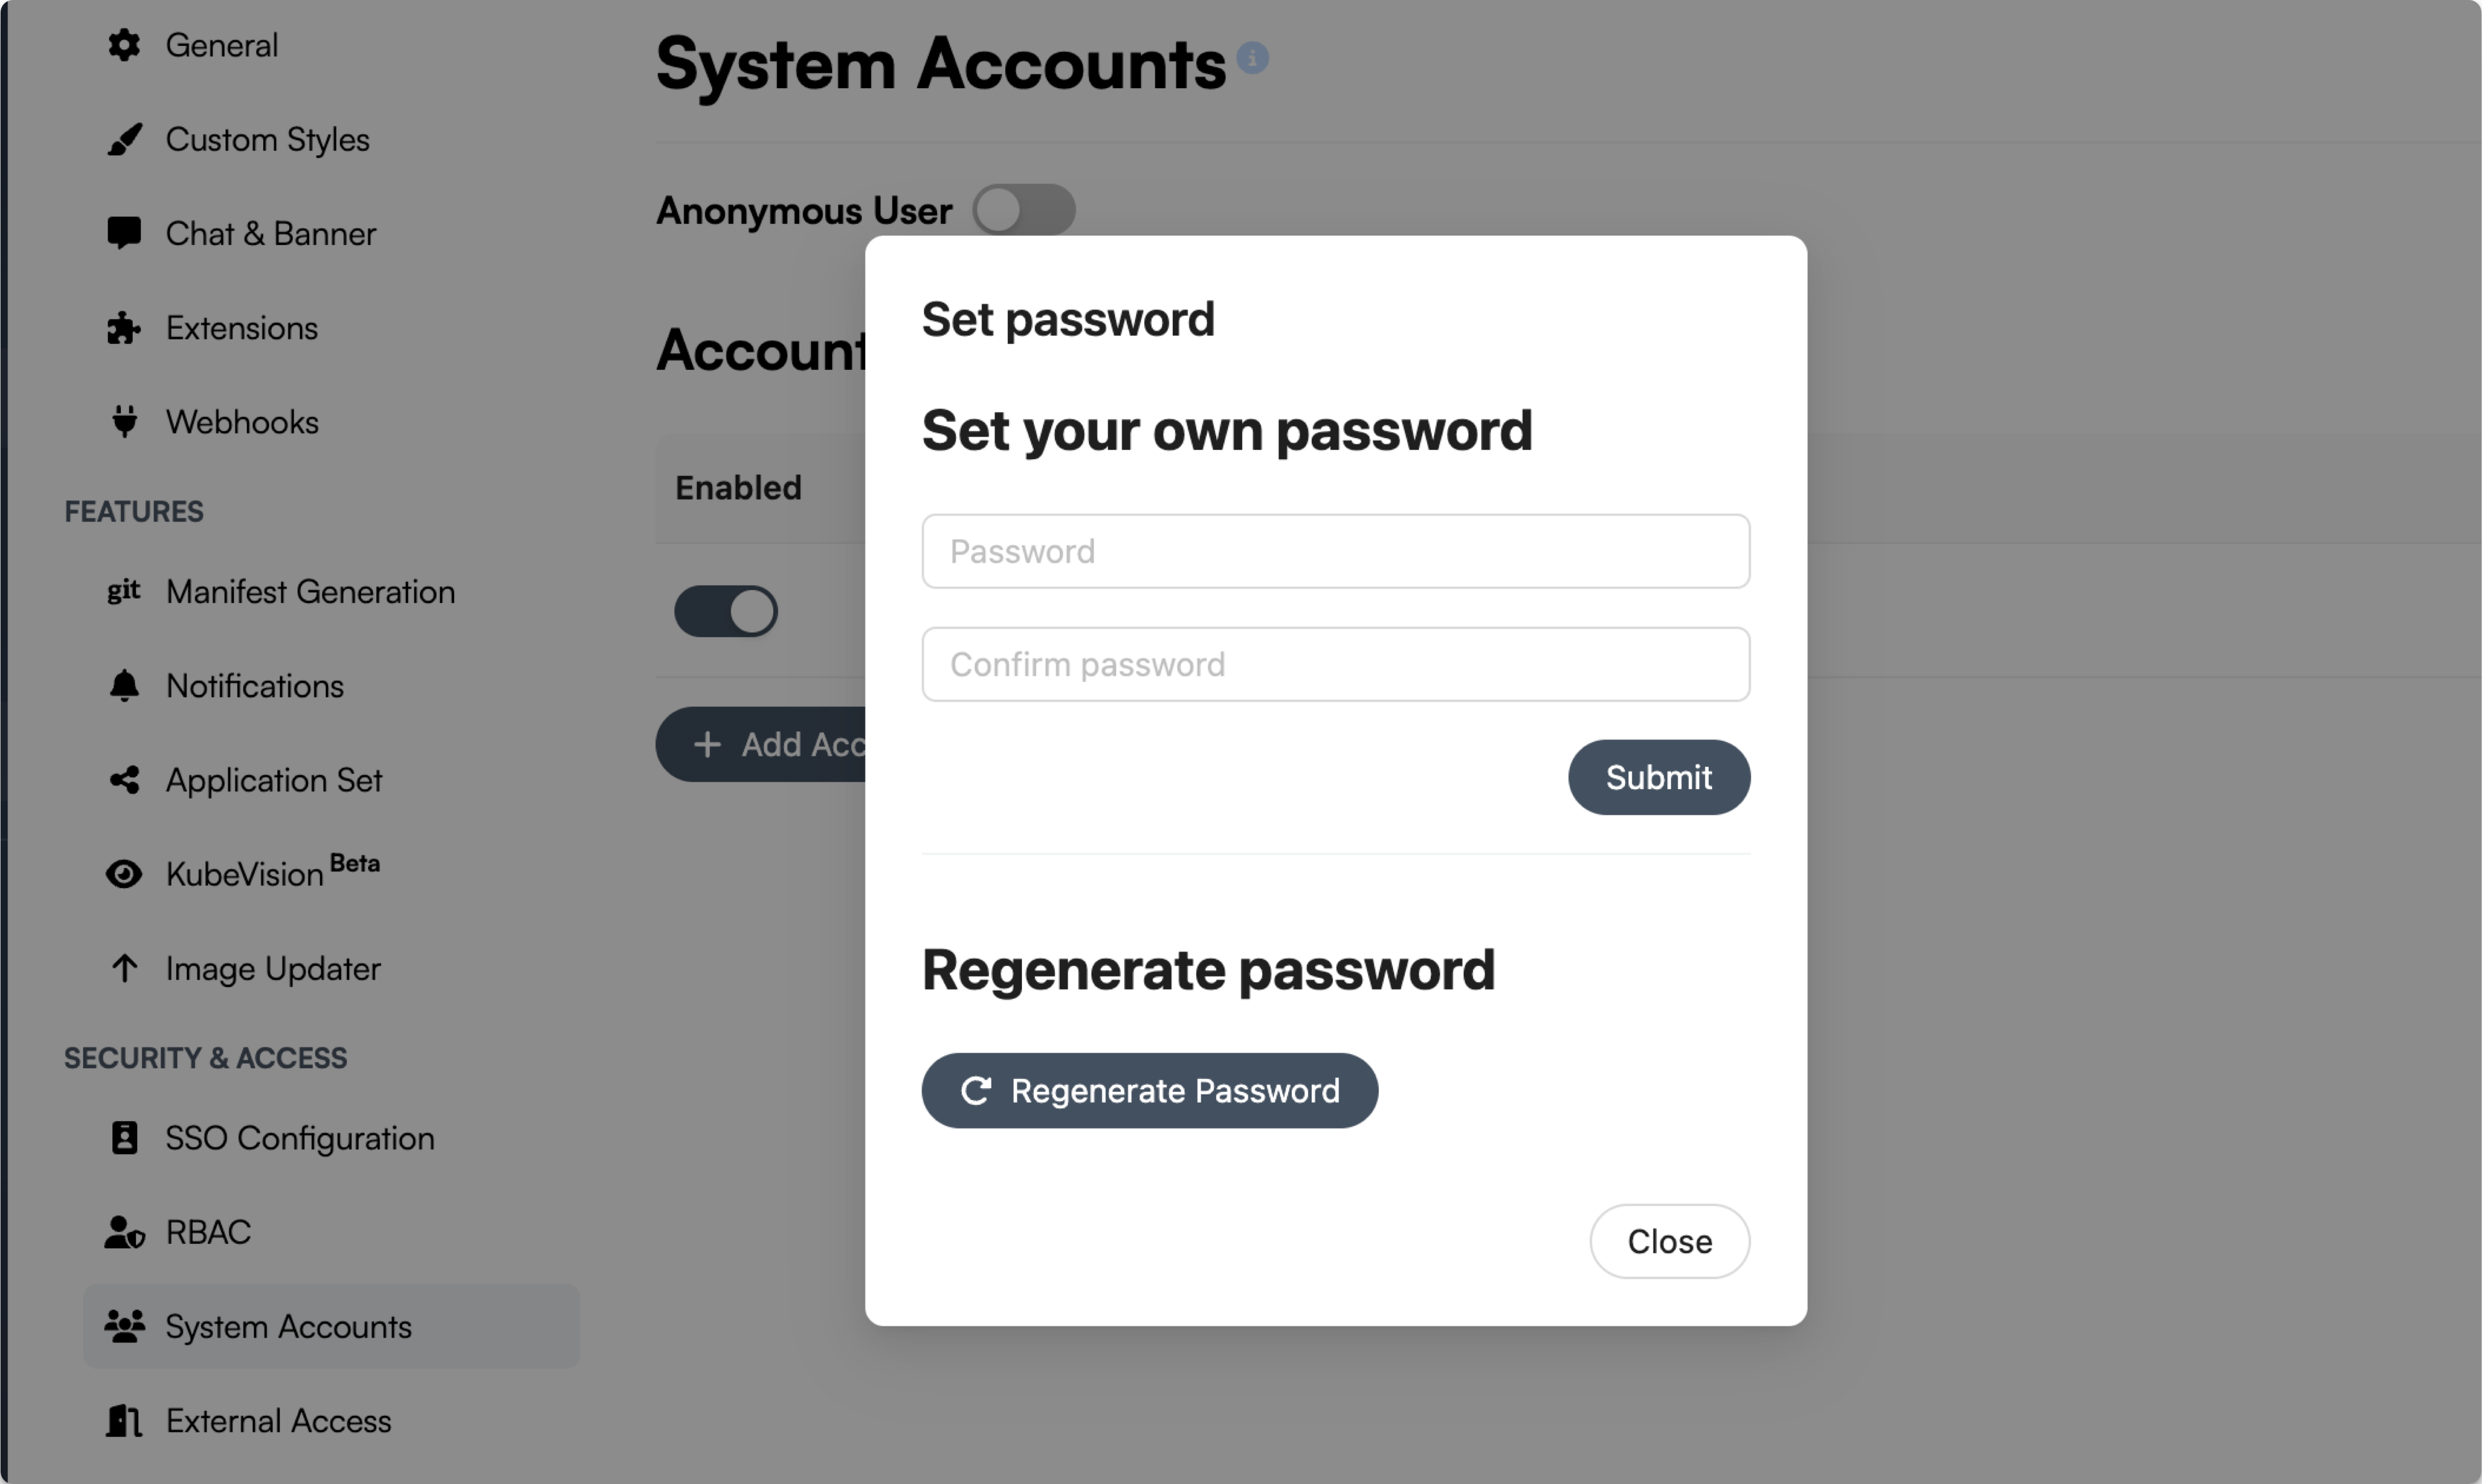 General
Custom Styles
Chat & Banner
Extensions
Webhooks
FEATURES
git Manifest Generation
Notifications
Application Set
KubeVision Beta
Image Updater
SECURITY & ACCESS
SSO Configuration
RBAC
System Accounts
External Access
System Accounts
Anonymous User
Account
Enabled
+ Add Acc
Set password
Set your own password
Password
Confirm password
Submit
Regenerate password
Regenerate Password
Close